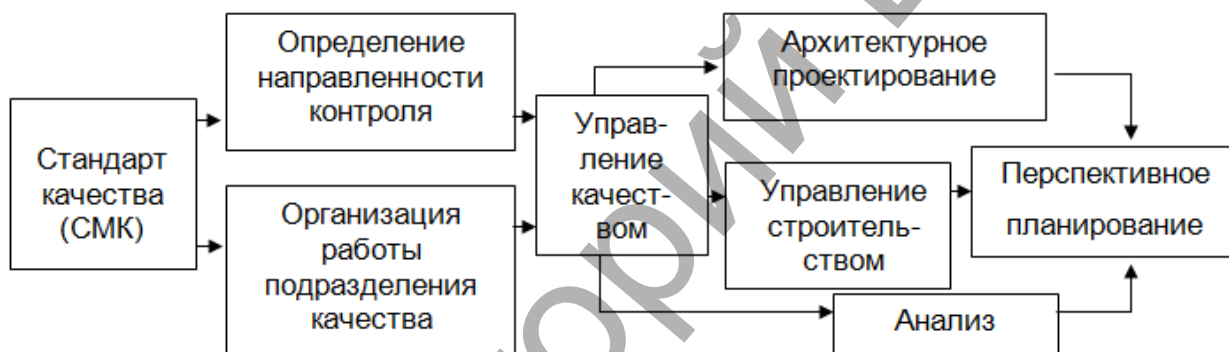 Стандарт
качества
(СМК)
Определение
направленности
контроля
Организация
работы
подразделения
качества
Управ-
ление
качест-
вом
Архитектурное
проектирование
Управление
строитель-
ством
Анализ
Перспективное
планирование